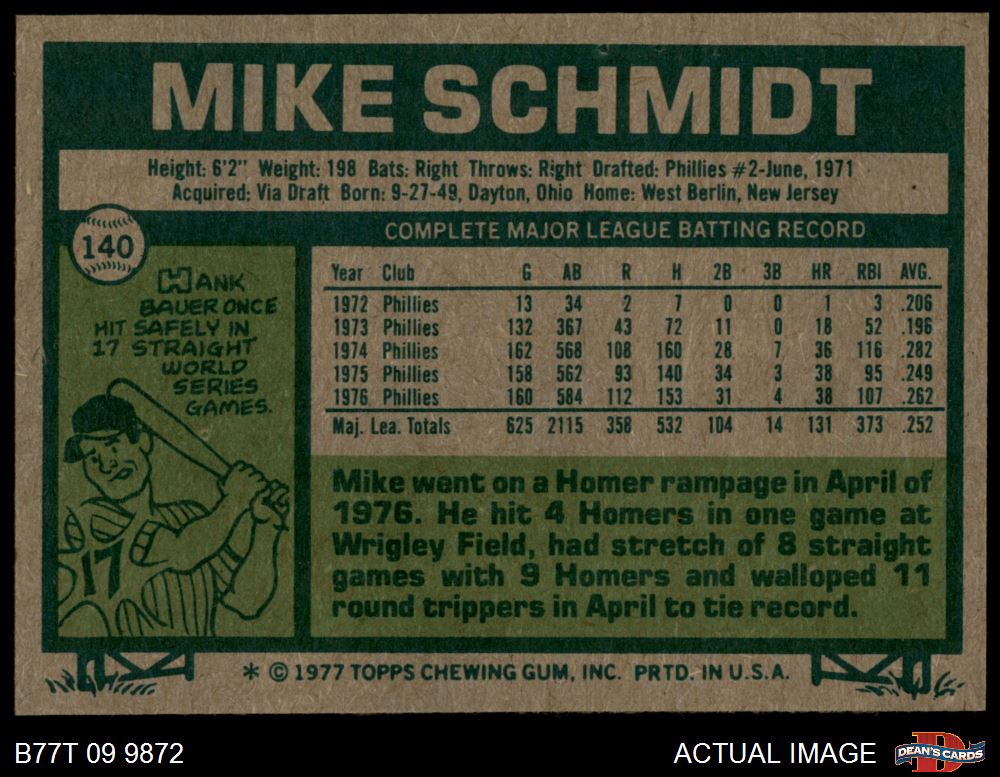 MIKE SCHMIDT
Height: 6'2" Weight: 198 Bats: Right Throws: Right Drafted: Phillies #2-June, 1971
Acquired: Via Draft Born: 9-27-49, Dayton, Ohio Home: West Berlin, New Jersey
140
HANK
BAUER ONCE
HIT SAFELY IN
17 STRAIGHT
WORLD
SERIES
GAMES.
17
COMPLETE MAJOR LEAGUE BATTING RECORD
Year Club G AB R H 2B 3B HR RBI AVG.
1972 Phillies 13 34 2 7 0 0 1 3 .206
1973 Phillies 132 367 43 72 11 0 18 52 .196
1974 Phillies 162 568 108 160 28 7 36 116 .282
1975 Phillies 158 562 93 140 34 3 38 95 .249
1976 Phillies 160 584 112 153 31 4 38 107 .262
Maj. Lea. Totals 625 2115 358 532 104 14 131 373 .252
Mike went on a Homer rampage in April of
1976. He hit 4 Homers in one game at
Wrigley Field, had stretch of 8 straight
games with 9 Homers and walloped 11
round trippers in April to tie record.
* © 1977 TOPPS CHEWING GUM, INC. PRTD. IN U.S.A.
B77T 09 9872
ACTUAL IMAGE
D
DEAN'S CARDS